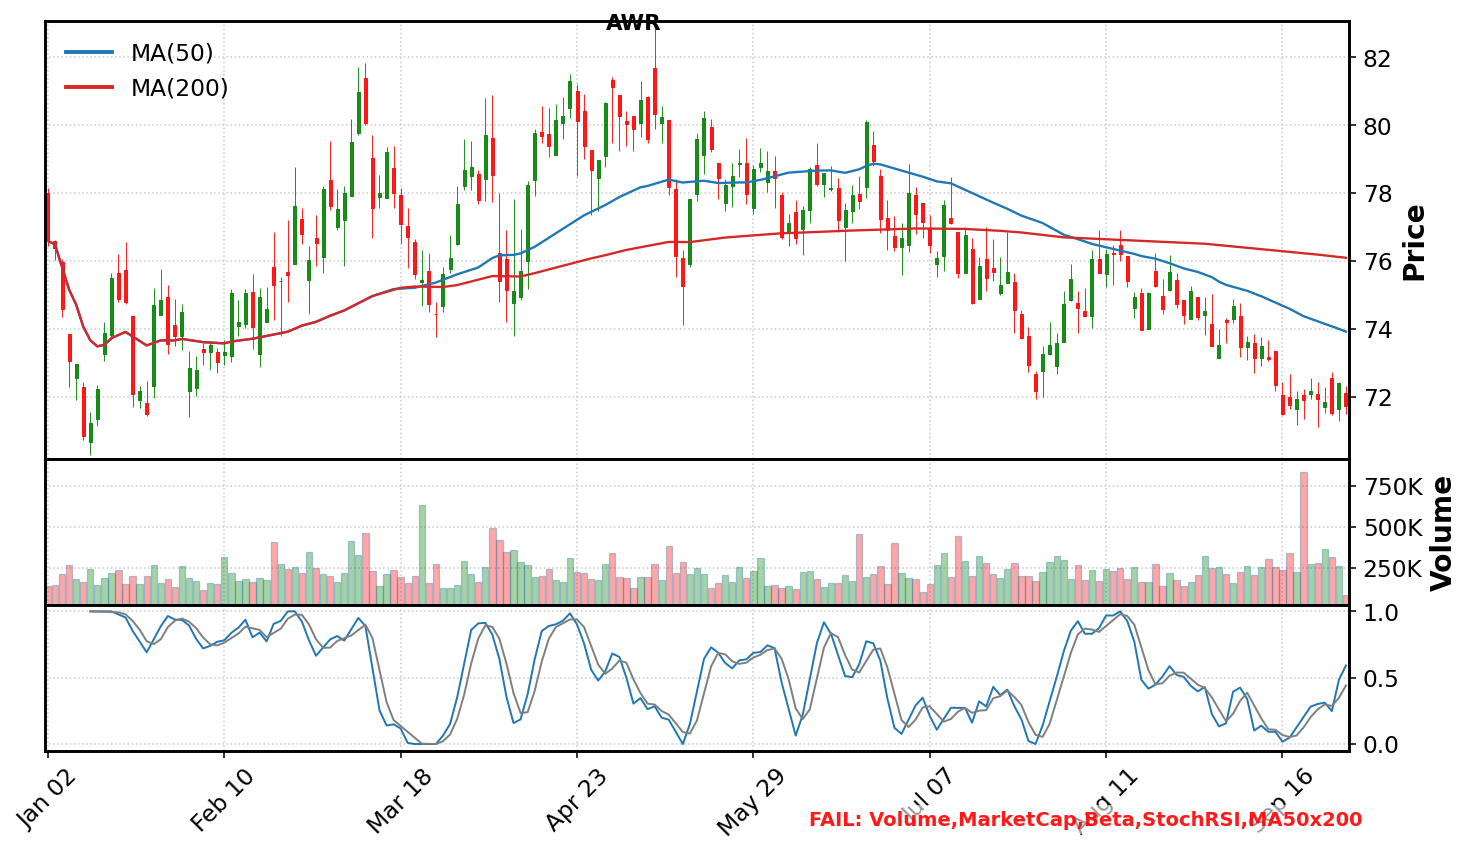 AWR
MA(50)
MA(200)
82
80
78
76
74
72
Price
750K
500K
250K
Volume
1.0
0.5
0.0
Jan 02
Feb 10
Mar 18
Apr 23
May 29
Jul 07
Aug 11
Sep 16
FAIL: Volume,MarketCap,Beta,StochRSI,MA50x200